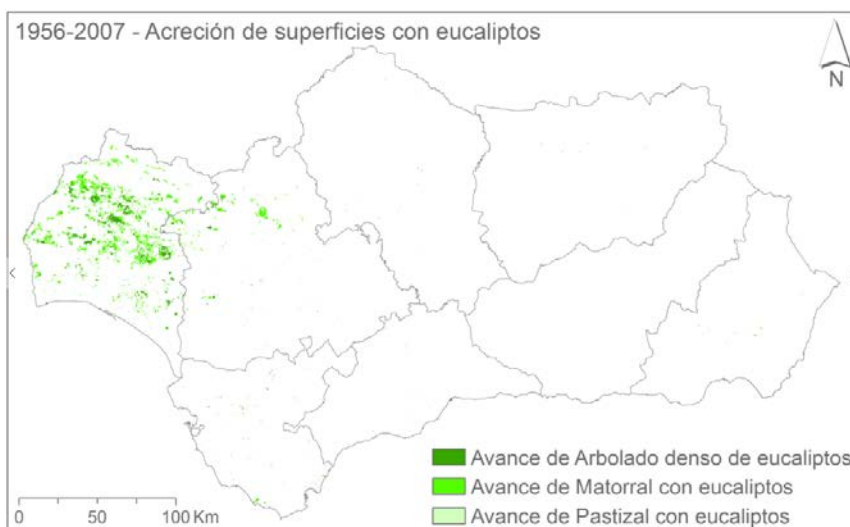 1956-2007 - Acreción de superficies con eucaliptos
N
Avance de Arbolado denso de eucaliptos
Avance de Matorral con eucaliptos
Avance de Pastizal con eucaliptos
0 50 100 Km